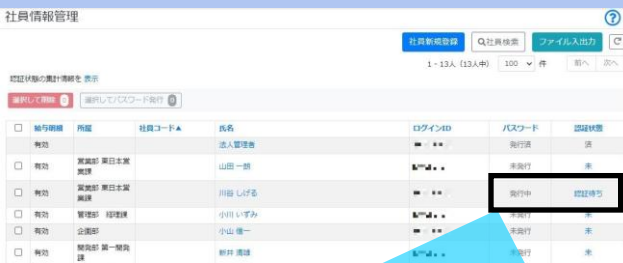 社員情報管理
?
社員新規登録 Q社員検索 ファイル入出力
1 - 13人 (13人中) 100 件 前へ 次へ
認証状態の集計情報を 表示
選択して削除 0 選択してパスワード発行 0
給与明細 所属 社員コード▲ 氏名 ログインID パスワード 認証状態
有効 法人管理者 発行済 済
有効 営業部 東日本営業課 山田 一朗 未発行 未
有効 営業部 東日本営業課 川谷 しげる 発行中 認証待ち
有効 管理部 経理課 小川 いずみ 未発行 未
有効 企画部 小山 信一 未発行 未
有効 開発部 第一開発課 新井 清雄 未発行 未